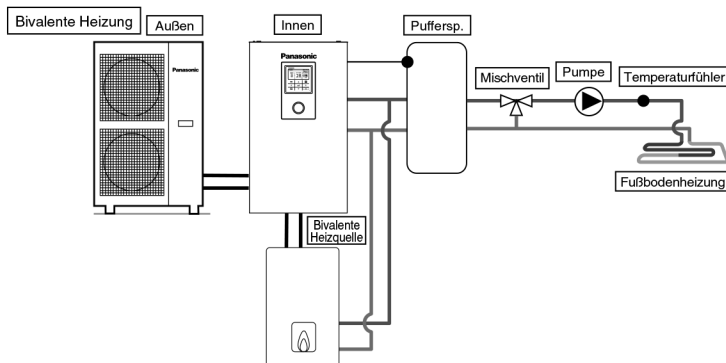 Bivalente Heizung
Außen
Innen
Puffersp.
Panasonic
Panasonic
Mischventil
Pumpe
Temperaturfühler
Fußbodenheizung
Bivalente
Heizquelle